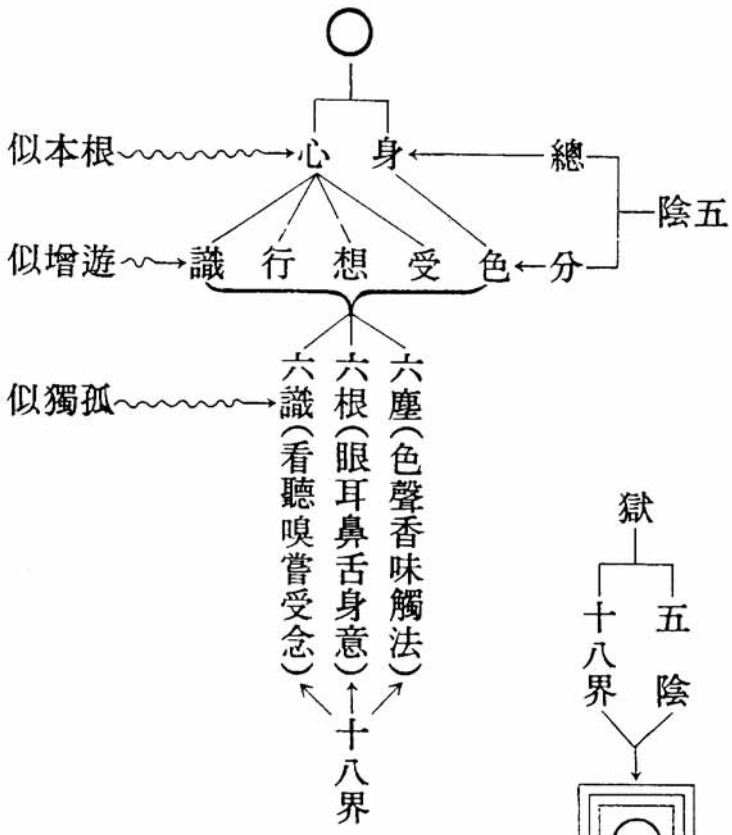 似本根 心 身 總
五陰
似增遊 識 行 想 受 色 分
似獨孤
六塵(色聲香味觸法)
六根(眼耳鼻舌身意)
六識(看聽嗅嘗受念)
十八界
獄
五陰
十八界